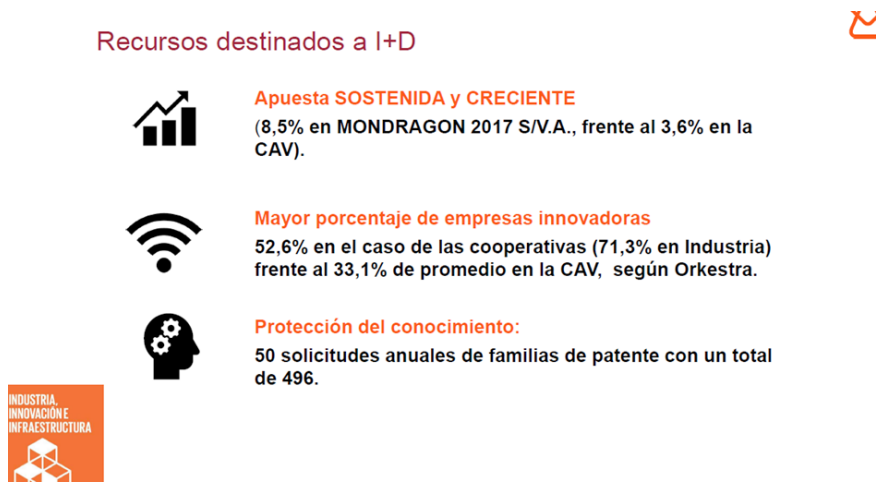 Recursos destinados a I+D
Apuesta SOSTENIDA y CRECIENTE
(8,5% en MONDRAGON 2017 S/V.A., frente al 3,6% en la
CAV).
Mayor porcentaje de empresas innovadoras
52,6% en el caso de las cooperativas (71,3% en Industria)
frente al 33,1% de promedio en la CAV, según Orkestra.
Protección del conocimiento:
50 solicitudes anuales de familias de patente con un total
de 496.
INDUSTRIA,
INNOVACIÓN E
INFRAESTRUCTURA